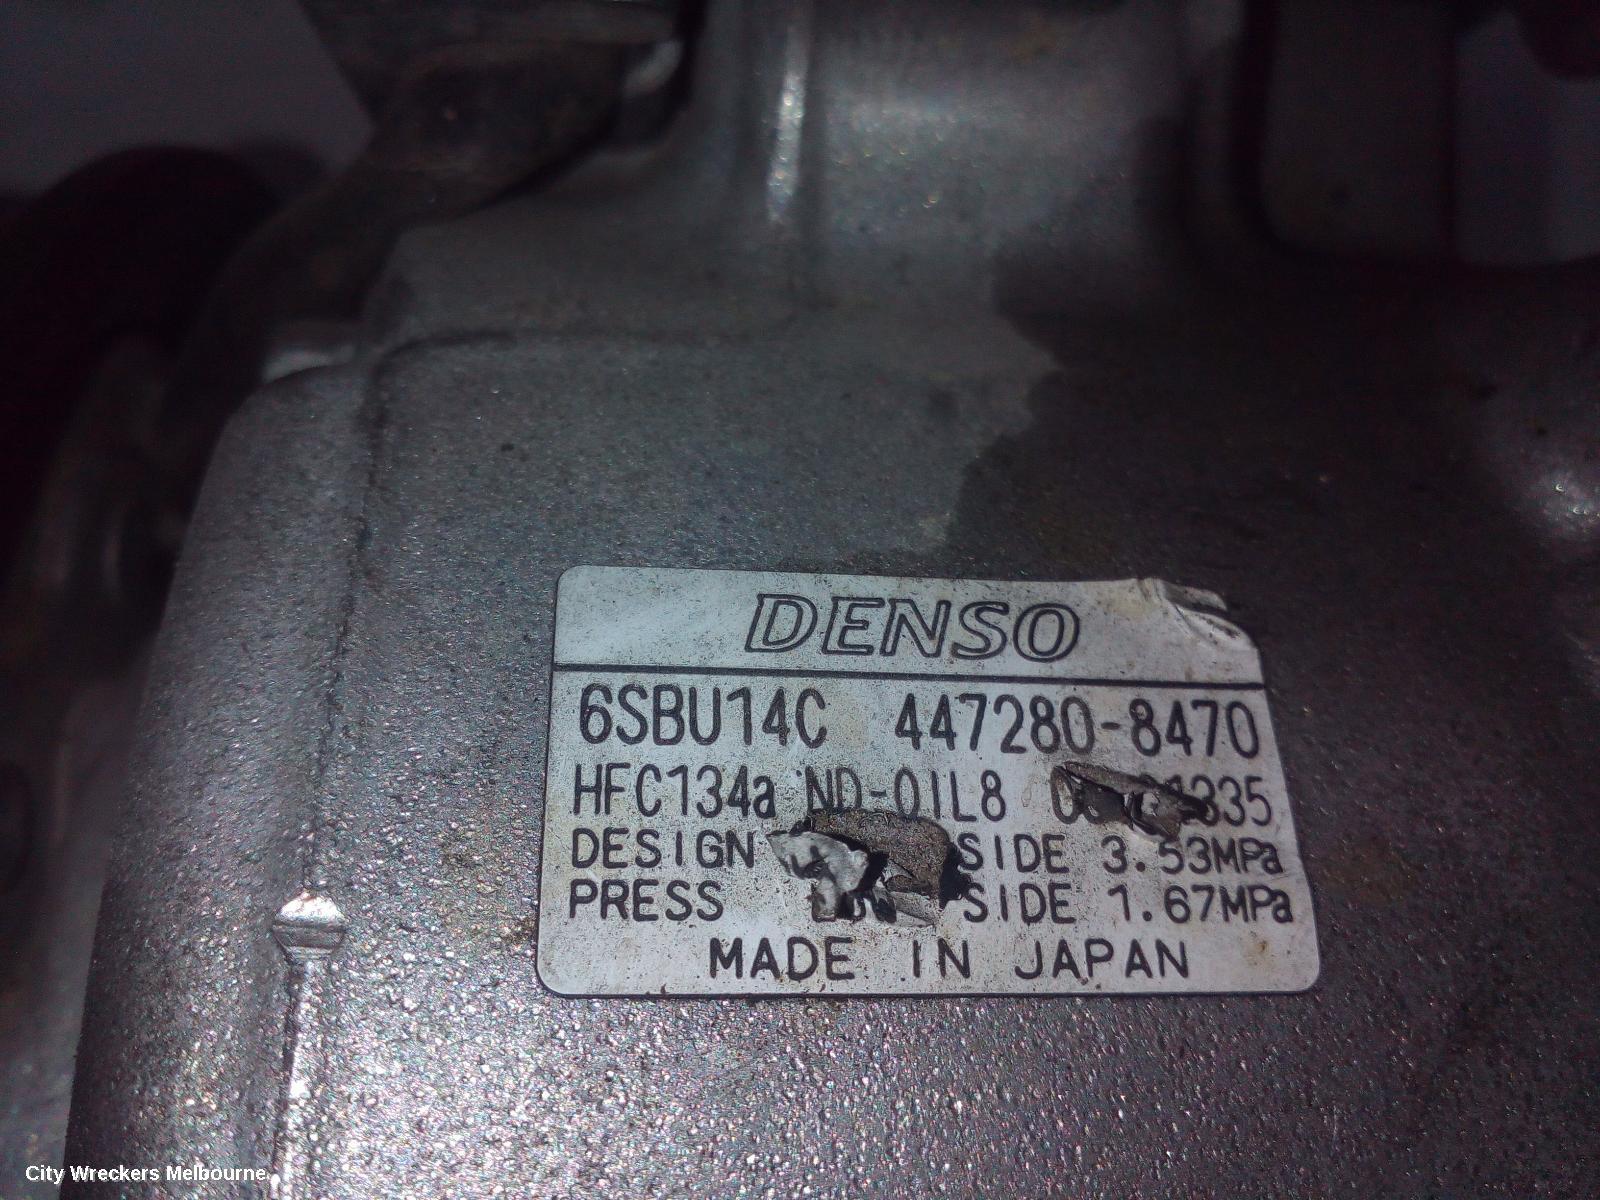 DENSO
6SBU14C 447280-8470
HFC134a ND-OIL8
DESIGN SIDE 3.53MPa
PRESS SIDE 1.67MPa
MADE IN JAPAN
City Wreckers Melbourne